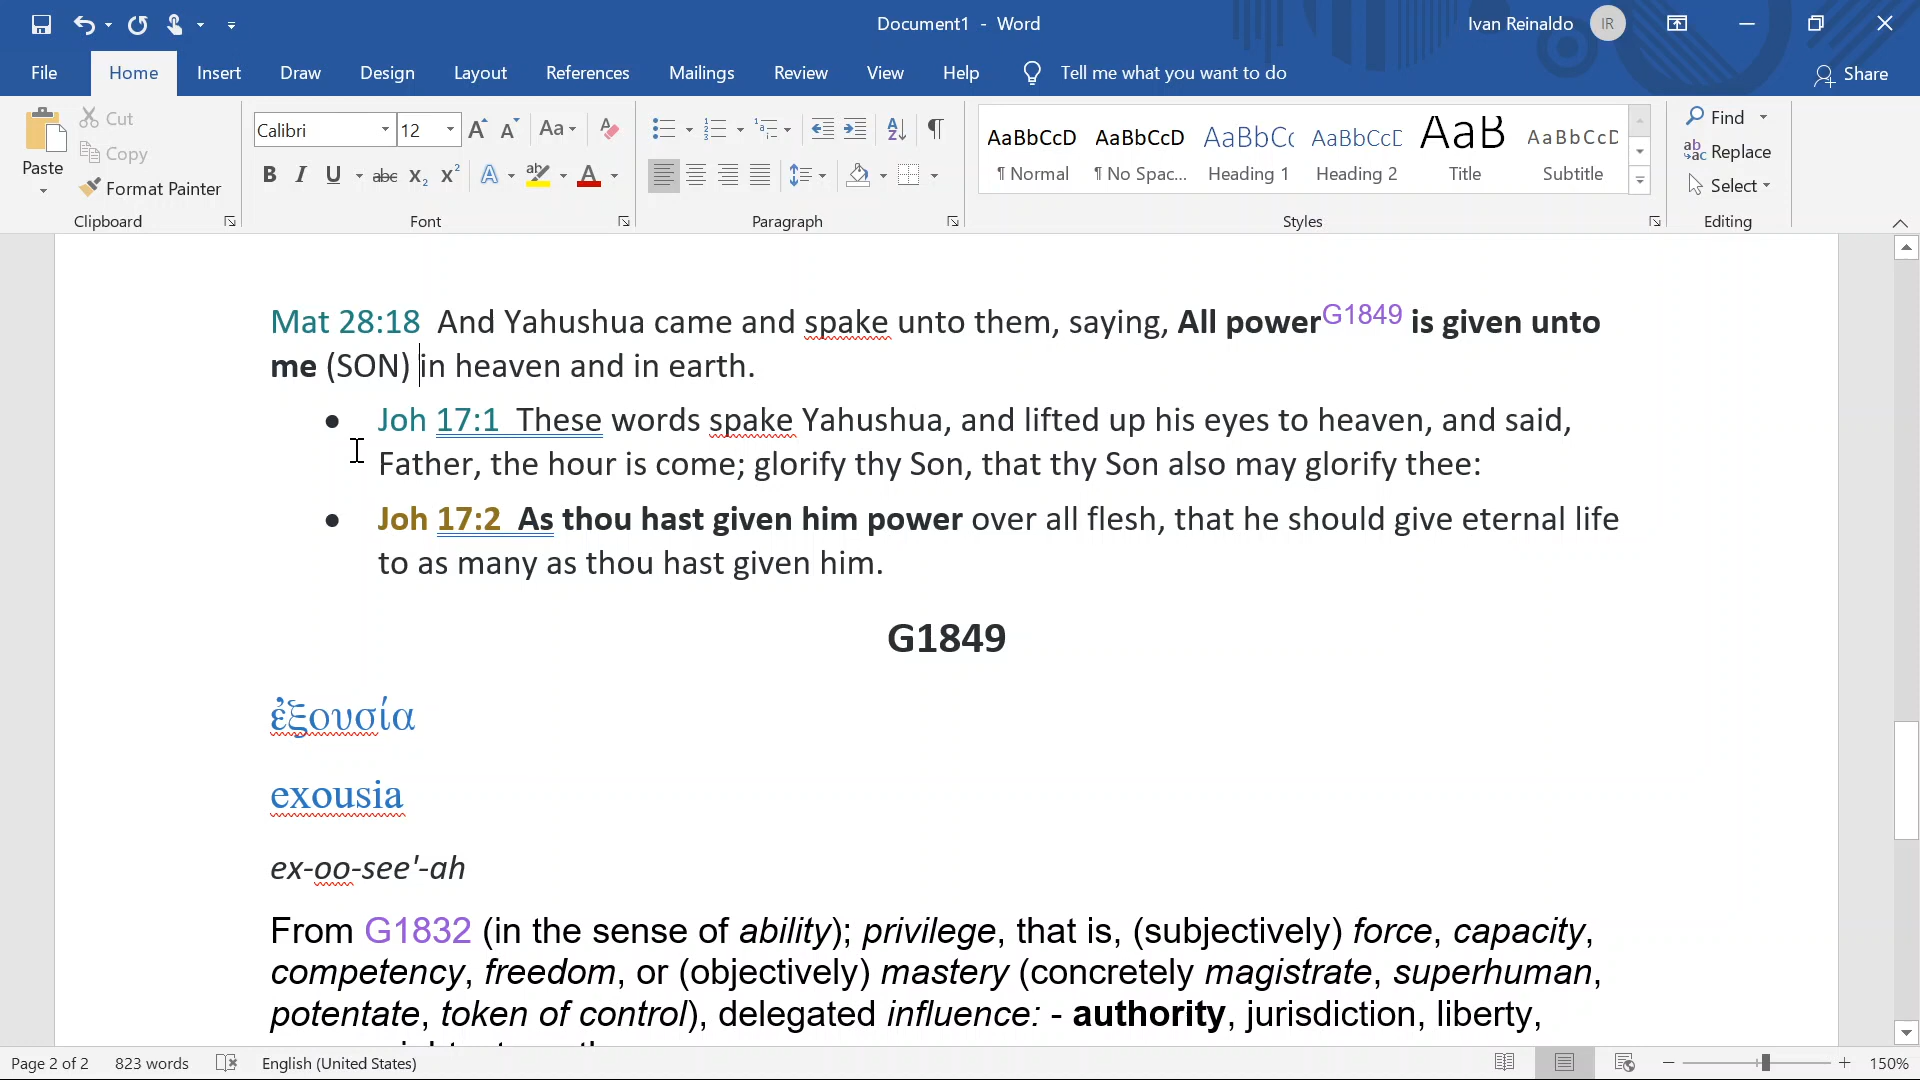 Document1 - Word
Ivan Reinaldo IR
File Home Insert Draw Design Layout References Mailings Review View Help Tell me what you want to do Share
Paste
Cut
Copy
Format Painter
Calibri 12
AaBbCcD AaBbCcD AaBbC AaBbCcE AaB AaBbCcD
¶ Normal ¶ No Spac... Heading 1 Heading 2 Title Subtitle
Find
Replace
Select
Clipboard Font Paragraph Styles Editing
Mat 28:18 And Yahushua came and spake unto them, saying, All powerG1849 is given unto
me (SON) in heaven and in earth.
● Joh 17:1 These words spake Yahushua, and lifted up his eyes to heaven, and said,
Father, the hour is come; glorify thy Son, that thy Son also may glorify thee:
● Joh 17:2 As thou hast given him power over all flesh, that he should give eternal life
to as many as thou hast given him.
G1849
ἐξουσία
exousia
ex-oo-see'-ah
From G1832 (in the sense of ability); privilege, that is, (subjectively) force, capacity,
competency, freedom, or (objectively) mastery (concretely magistrate, superhuman,
potentate, token of control), delegated influence: - authority, jurisdiction, liberty,
Page 2 of 2 823 words English (United States) 150%